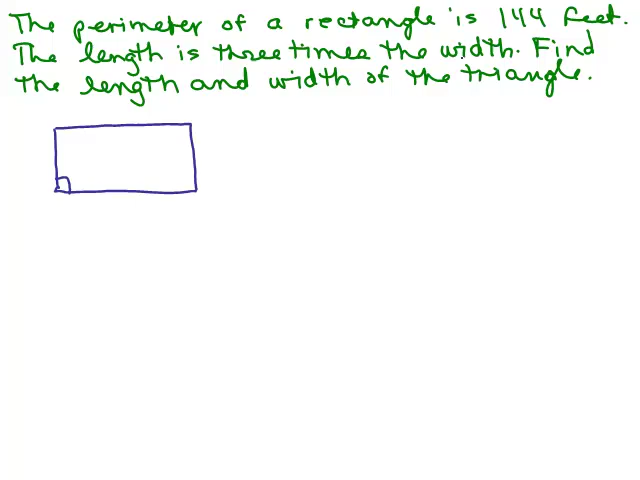 The perimeter of a rectangle is 144 feet.
The length is three times the width. Find
the length and width of the triangle.